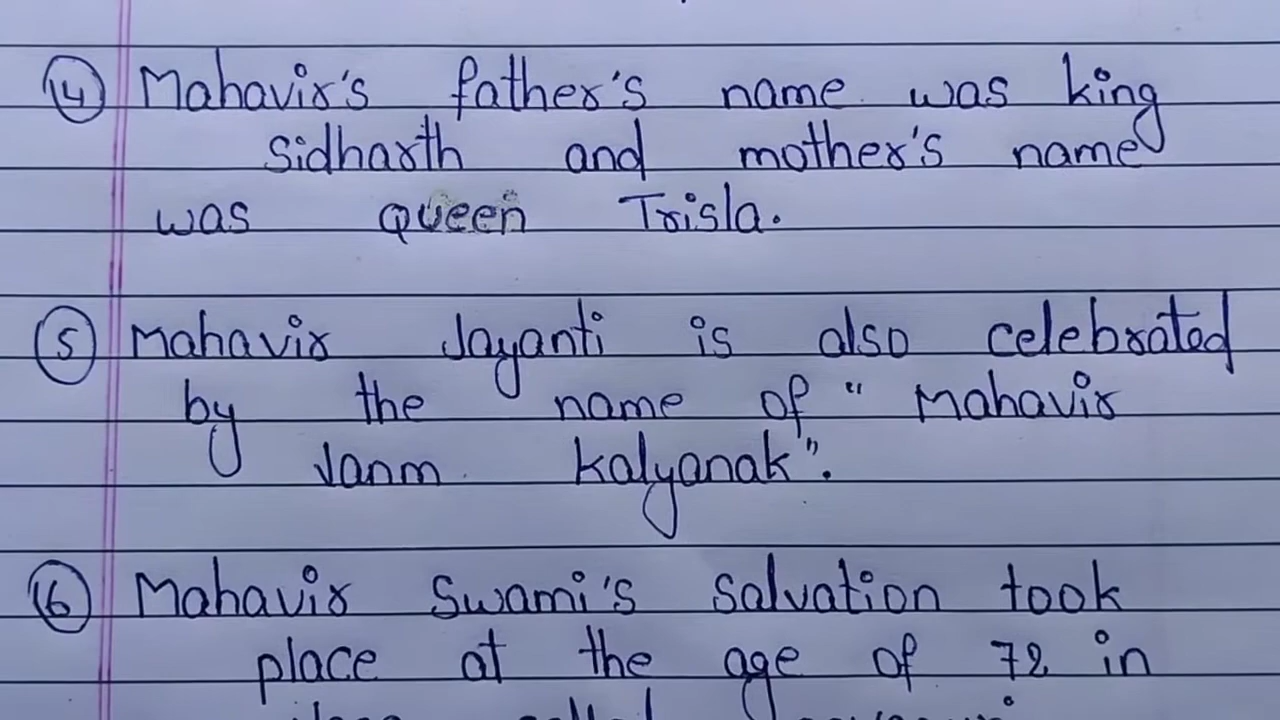 ④ Mahavir's father's name was king
Sidharth and mother's name
was Queen Trisla.
⑤ Mahavir Jayanti is also celebrated
by the name of "Mahavir
Janm Kalyanak".
⑥ Mahavir Swami's Salvation took
place at the age of 72 in
called